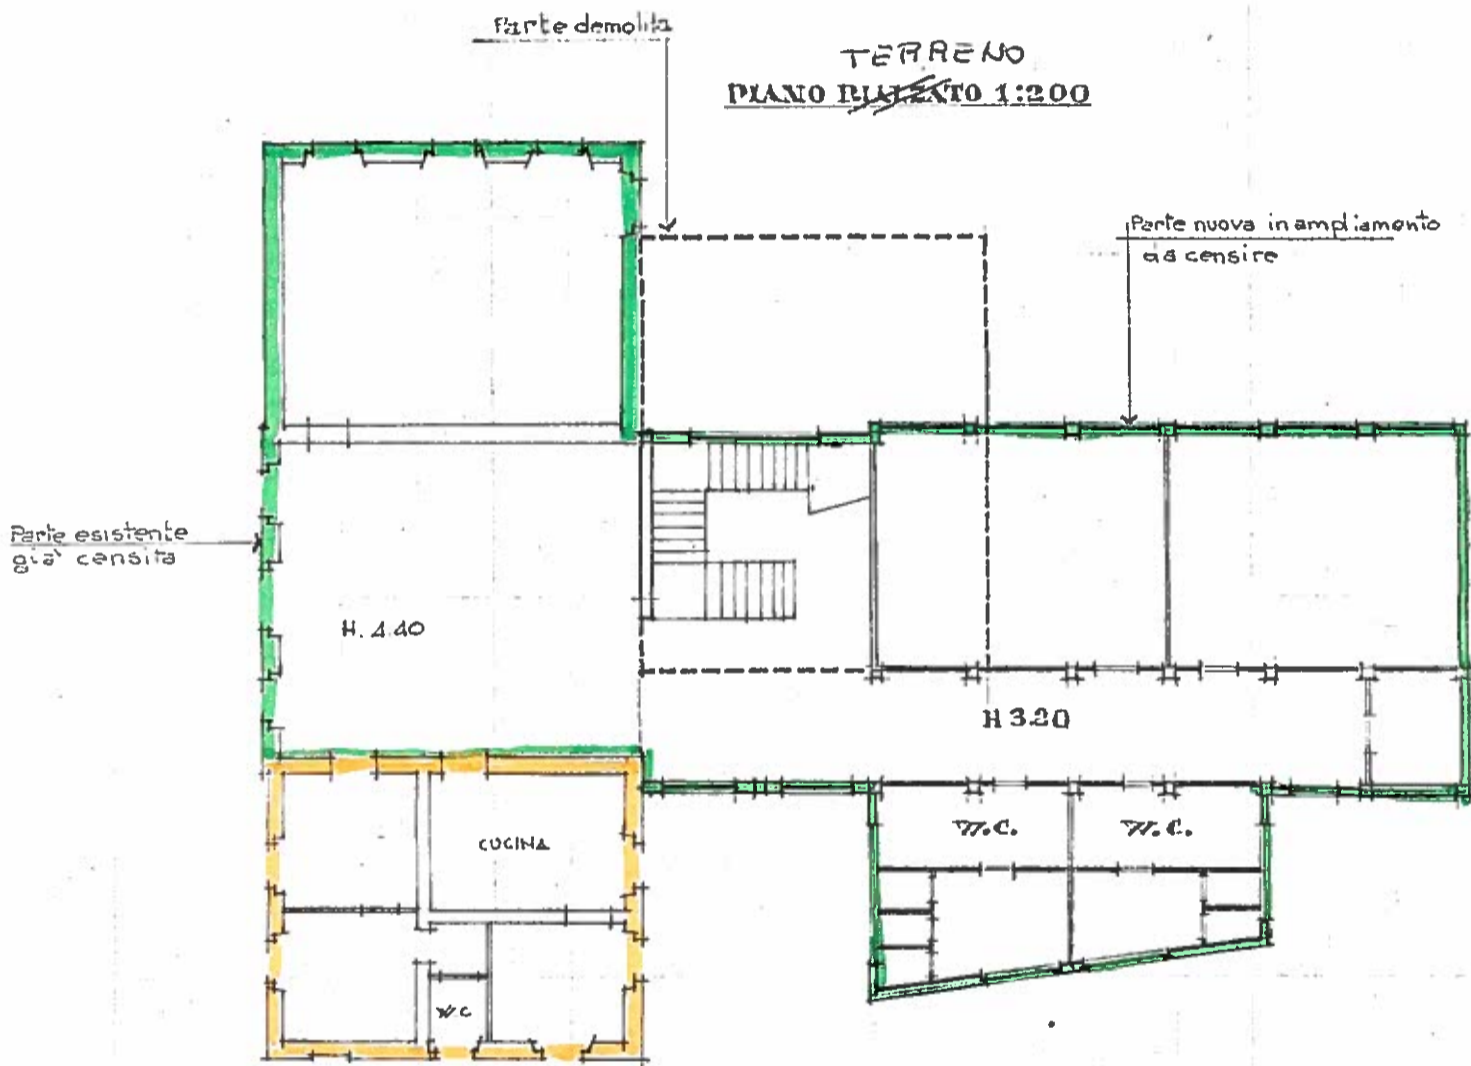 Parte demolita
TERRENO
PIANO RIALZATO 1:200
Parte nuova in ampliamento
da censire
Parte esistente
già censita
H. 4.40
H 3.20
CUCINA
W.C.
W.C.
W.C